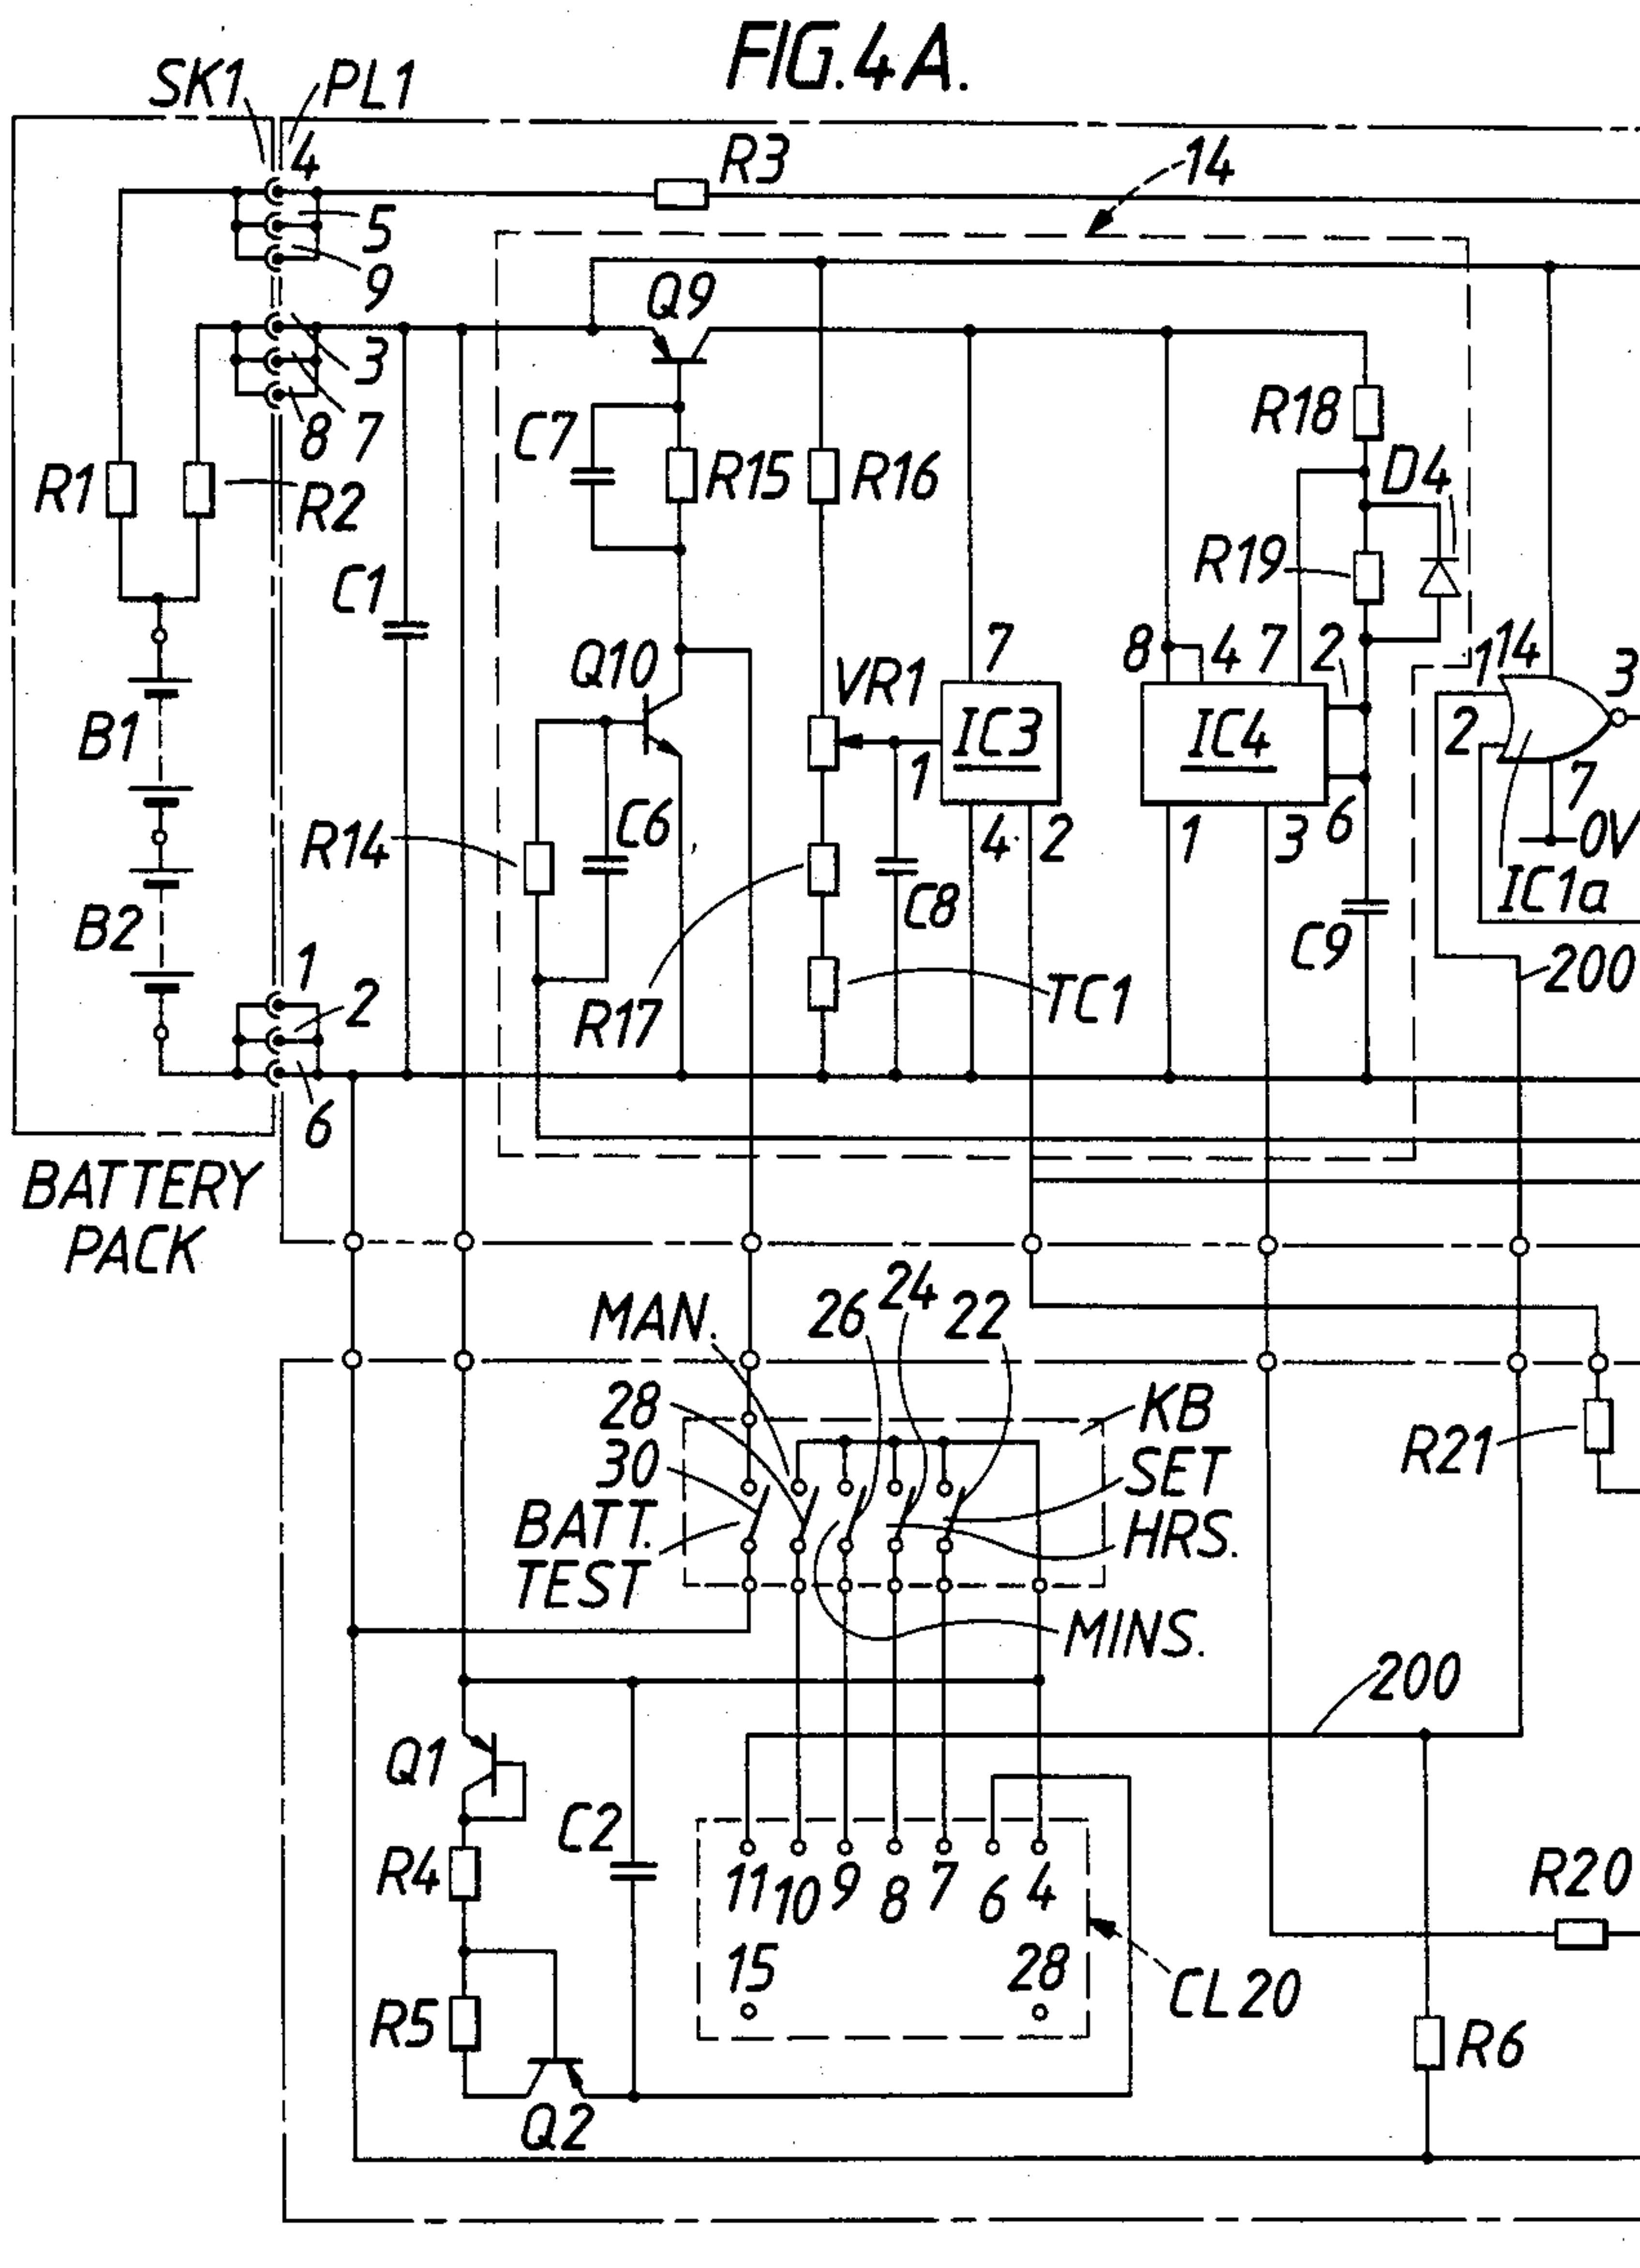 FIG.4A.
SK1 PL1
4
R3
14
5
9
Q9
3
8 7
C7
R18
D4
R1
R2
R15
R16
C1
R19
Q10
VR1
7
8 4 7 2
1 14
3
B1
IC3
IC4
2
1
7
R14
C6
4 2
1
3 6
0V
IC1a
B2
C8
C9
1
2
R17
TC1
200
6
BATTERY
PACK
MAN.
26 24 22
28
KB
30
SET
R21
BATT.
TEST
HRS.
MINS.
200
Q1
C2
R4
11 10 9 8 7 6 4
R20
15
28
CL20
R5
R6
Q2